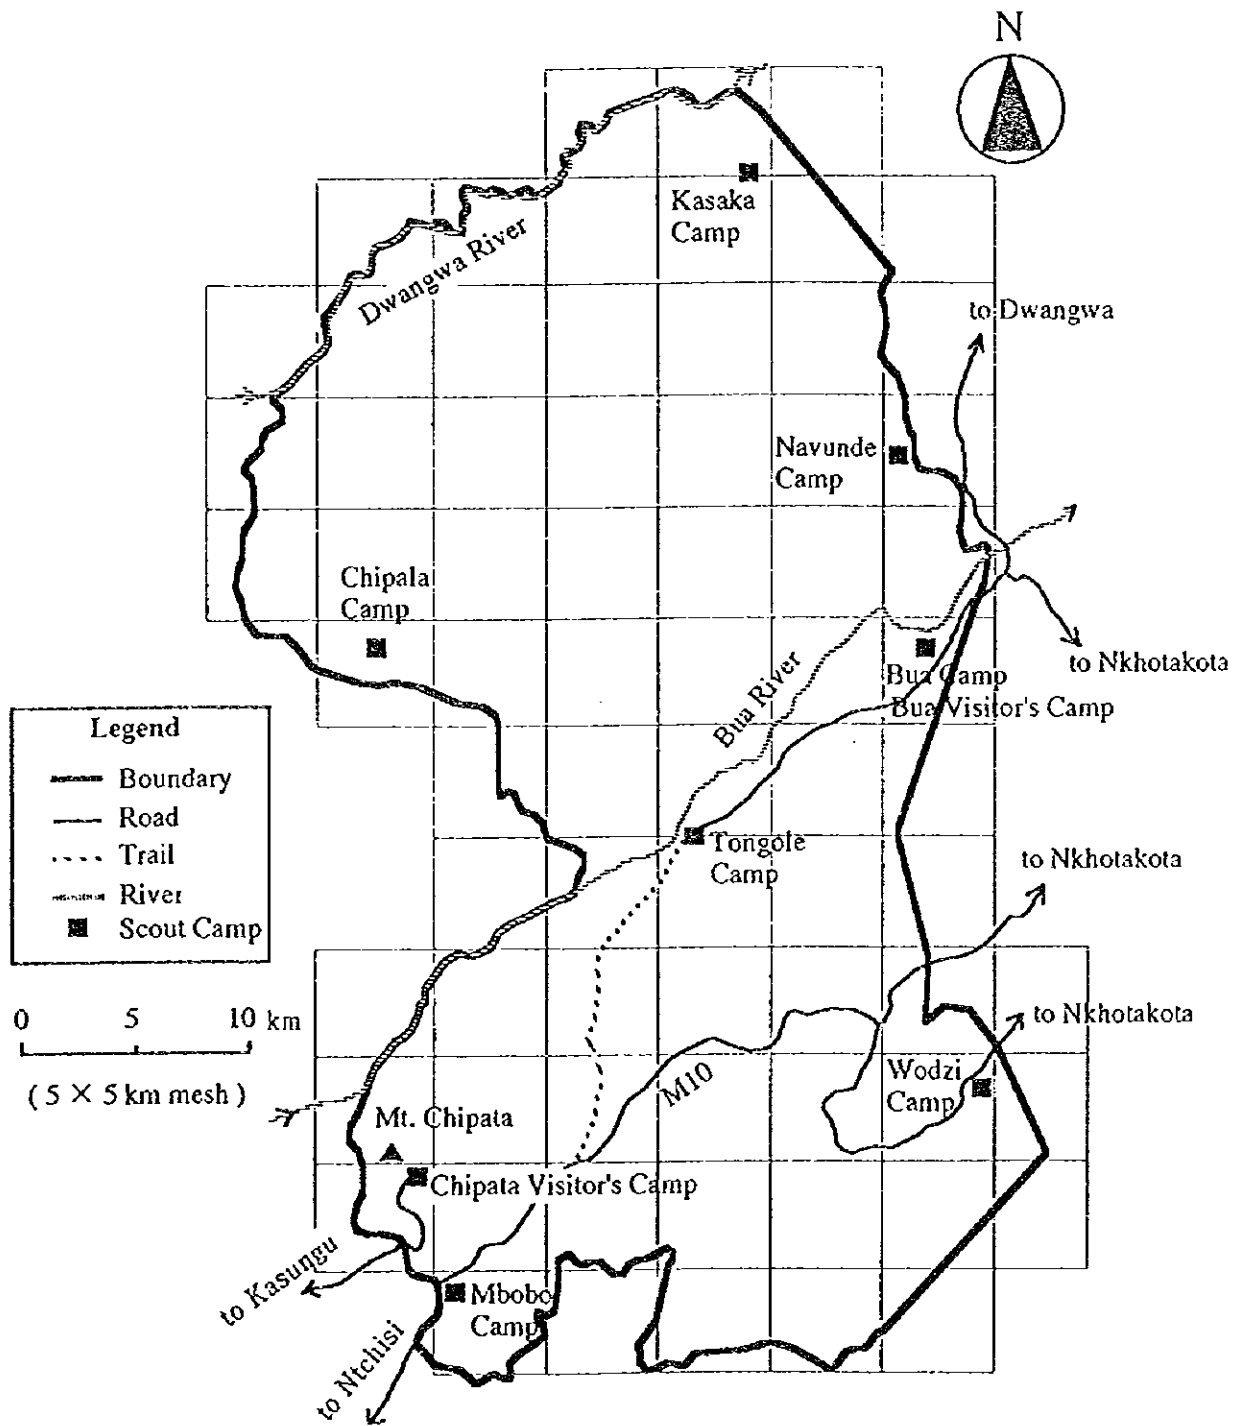 N
Kasaka
Camp
Dwangwa River
to Dwangwa
Navunde
Camp
Chipala
Camp
to Nkhotakota
Bua River
Bua Camp
Bua Visitor's Camp
Legend
Boundary
Road
Trail
River
Scout Camp
Tongole
Camp
to Nkhotakota
0 5 10 km
(5 × 5 km mesh)
to Nkhotakota
Wodzi
Camp
M10
Mt. Chipata
Chipata Visitor's Camp
to Kasungu
Mbobo
Camp
to Ntchisi